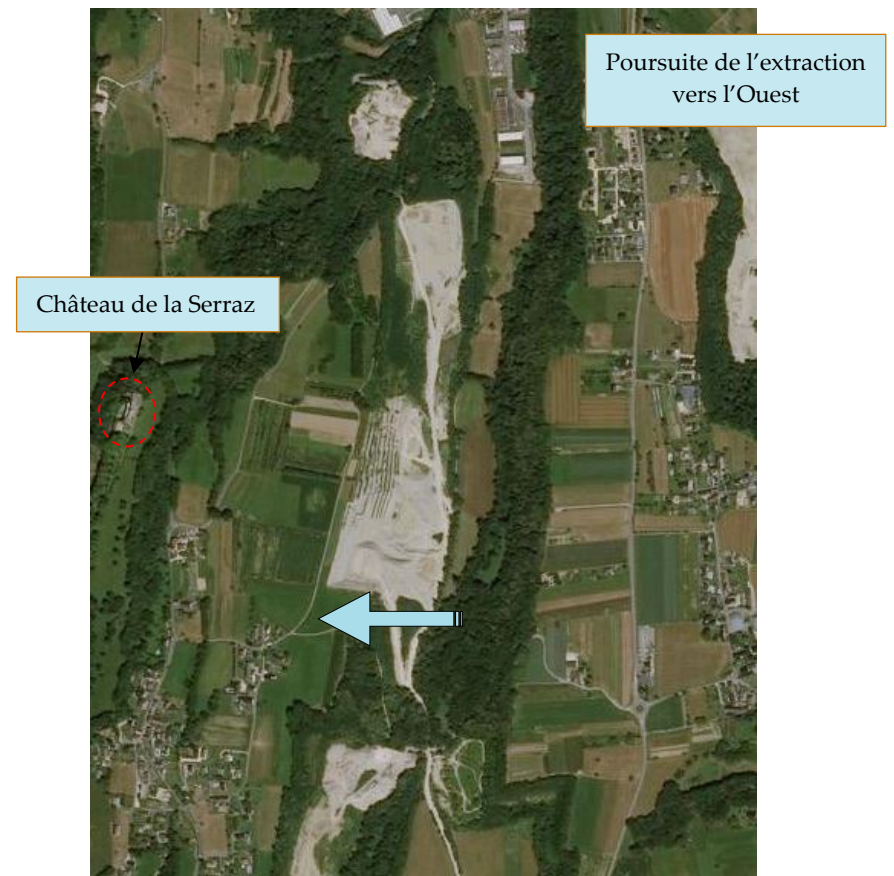 Poursuite de l’extraction
vers l’Ouest
Château de la Serraz